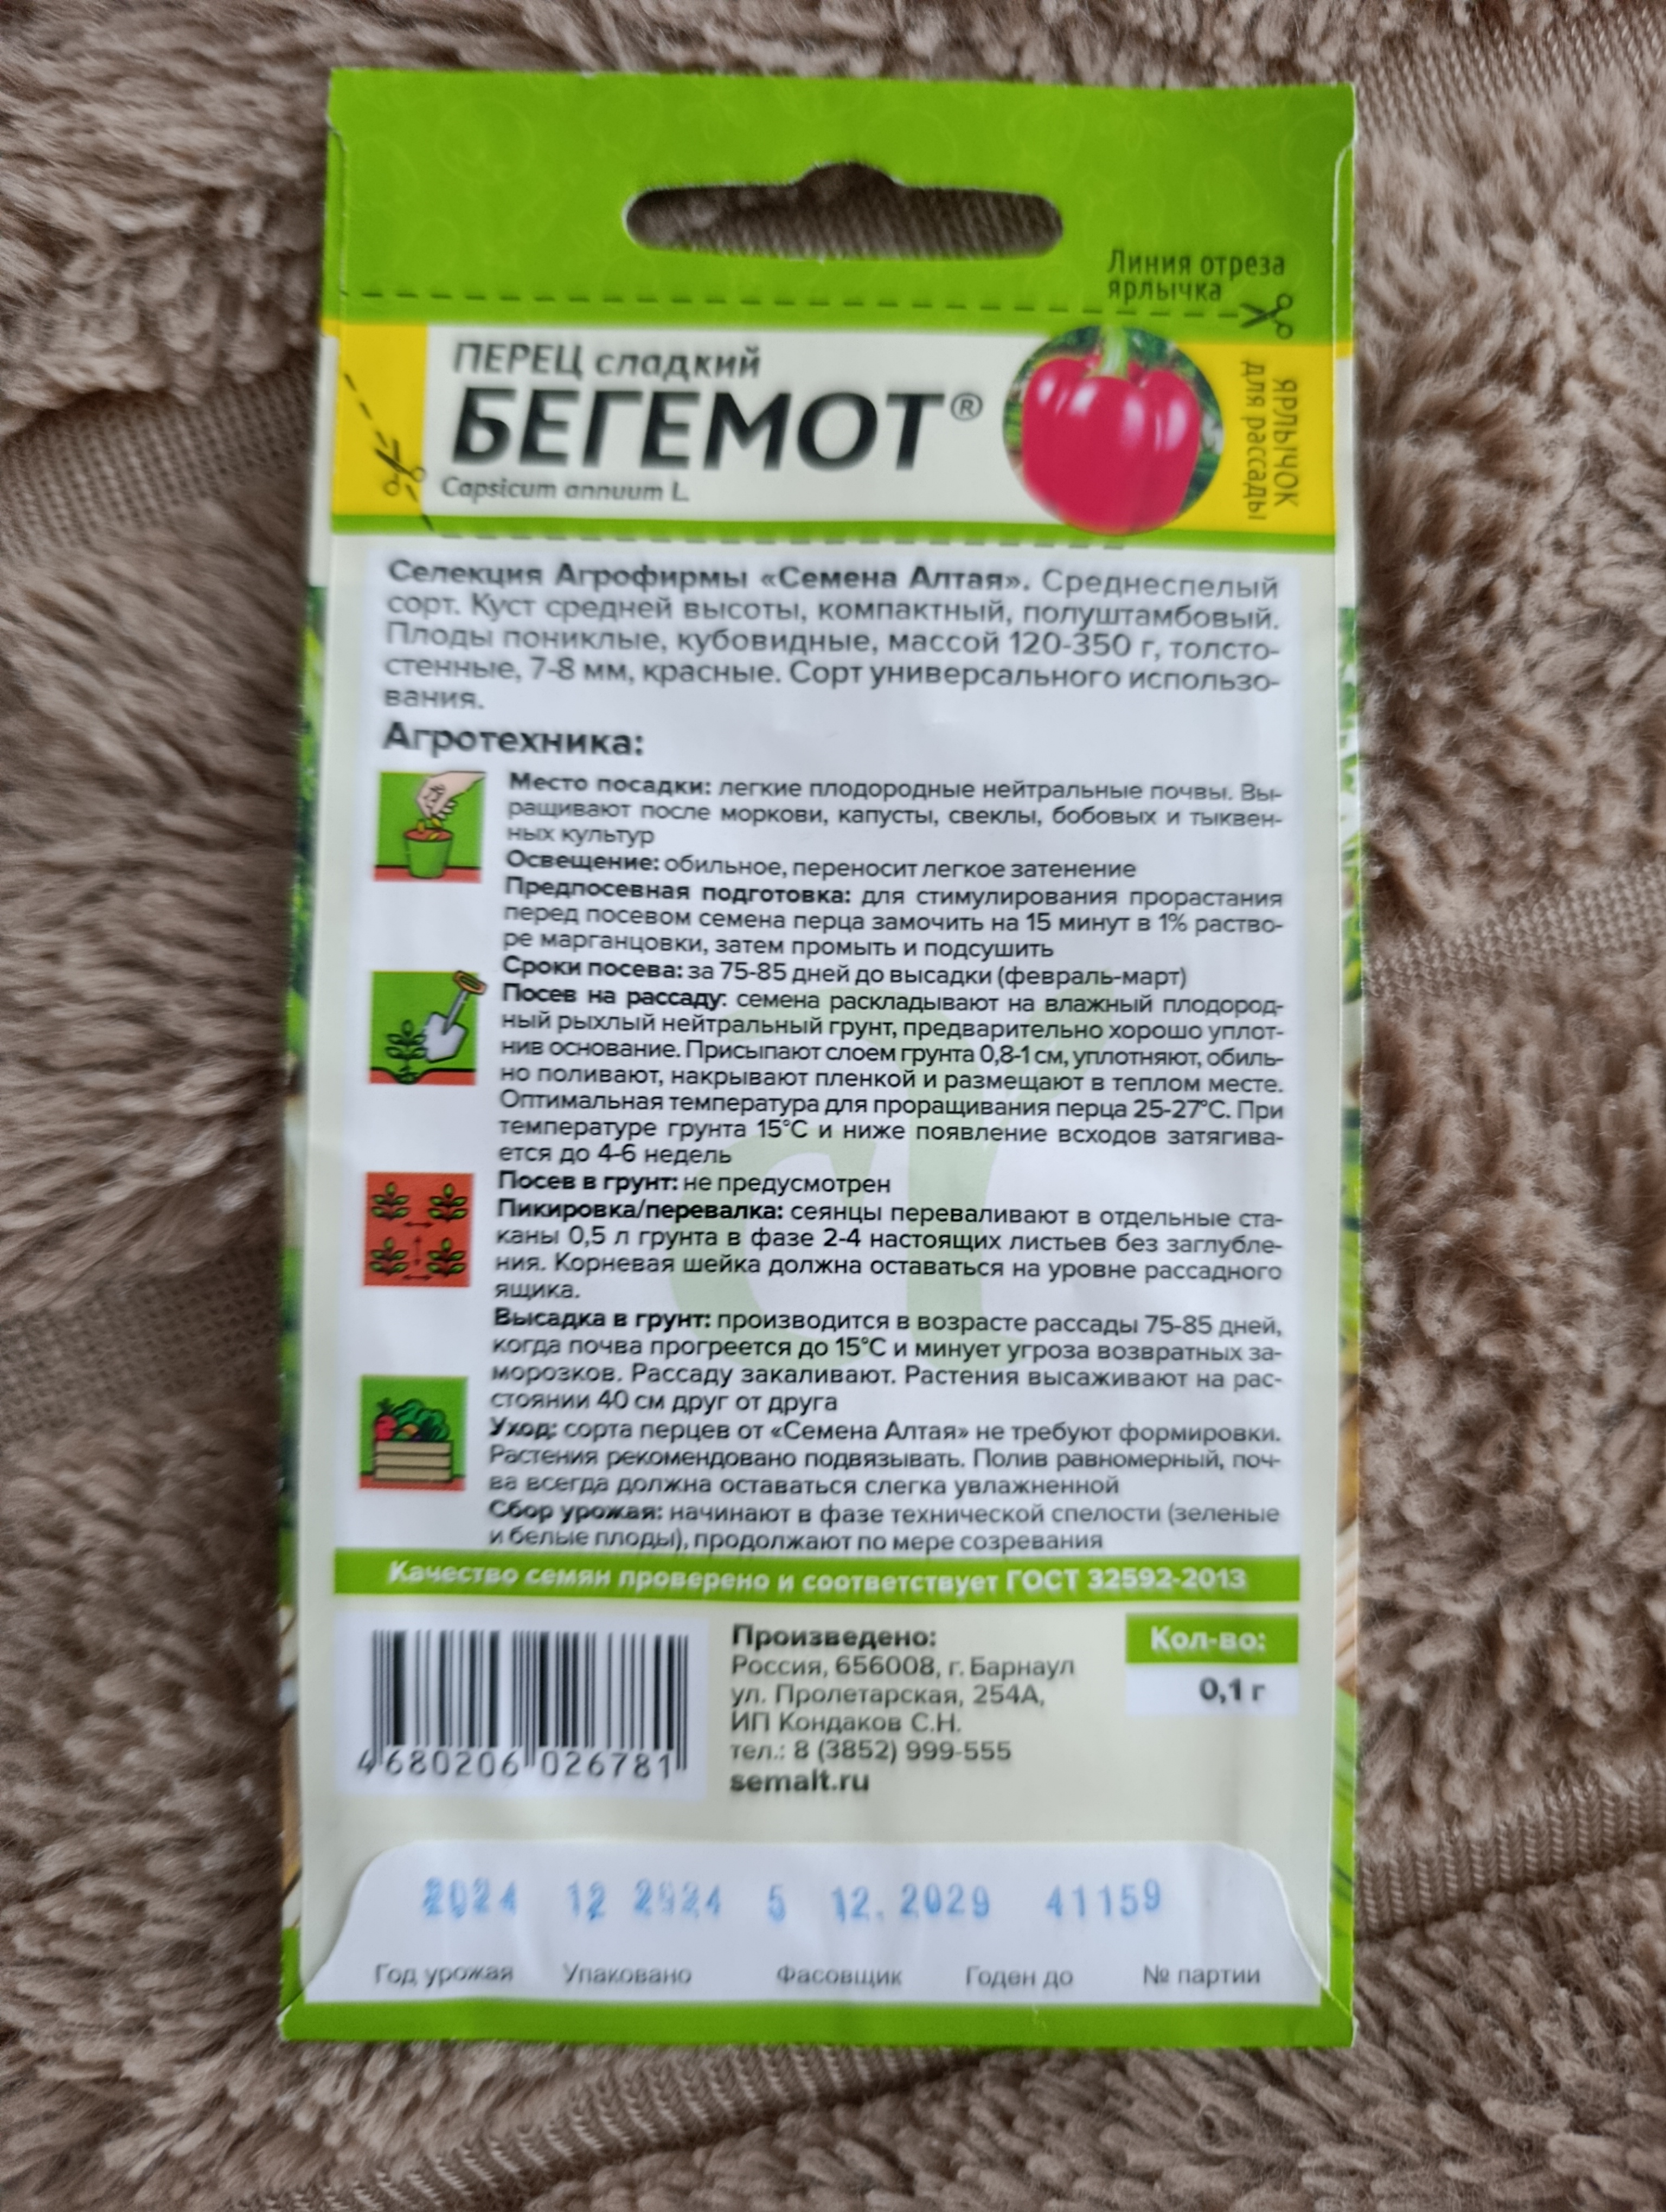 Линия отреза
ярлычка
ПЕРЕЦ сладкий
БЕГЕМОТ®
Capsicum annuum L.
ЯРЛЫЧОК
для рассады
Селекция Агрофирмы «Семена Алтая». Среднеспелый
сорт. Куст средней высоты, компактный, полуштамбовый.
Плоды пониклые, кубовидные, массой 120-350 г, толсто-
стенные, 7-8 мм, красные. Сорт универсального использо-
вания.
Агротехника:
Место посадки: легкие плодородные нейтральные почвы. Вы-
ращивают после моркови, капусты, свеклы, бобовых и тыквен-
ных культур
Освещение: обильное, переносит легкое затенение
Предпосевная подготовка: для стимулирования прорастания
перед посевом семена перца замочить на 15 минут в 1% раство-
ре марганцовки, затем промыть и подсушить
Сроки посева: за 75-85 дней до высадки (февраль-март)
Посев на рассаду: семена раскладывают на влажный плодород-
ный рыхлый нейтральный грунт, предварительно хорошо уплот-
нив основание. Присыпают слоем грунта 0,8-1 см, уплотняют, обиль-
но поливают, накрывают пленкой и размещают в теплом месте.
Оптимальная температура для проращивания перца 25-27°С. При
температуре грунта 15°С и ниже появление всходов затягива-
ется до 4-6 недель
Посев в грунт: не предусмотрен
Пикировка/перевалка: сеянцы переваливают в отдельные ста-
каны 0,5 л грунта в фазе 2-4 настоящих листьев без заглубле-
ния. Корневая шейка должна оставаться на уровне рассадного
ящика.
Высадка в грунт: производится в возрасте рассады 75-85 дней,
когда почва прогреется до 15°С и минует угроза возвратных за-
морозков. Рассаду закаливают. Растения высаживают на рас-
стоянии 40 см друг от друга
Уход: сорта перцев от «Семена Алтая» не требуют формировки.
Растения рекомендовано подвязывать. Полив равномерный, поч-
ва всегда должна оставаться слегка увлажненной
Сбор урожая: начинают в фазе технической спелости (зеленые
и белые плоды), продолжают по мере созревания
Качество семян проверено и соответствует ГОСТ 32592-2013
4 680206 026781
Произведено:
Россия, 656008, г. Барнаул
ул. Пролетарская, 254А,
ИП Кондаков С.Н.
тел.: 8 (3852) 999-555
semalt.ru
Кол-во:
0,1 г
2024 12 2924 5 12.2029 41159
Год урожая Упаковано Фасовщик Годен до № партии